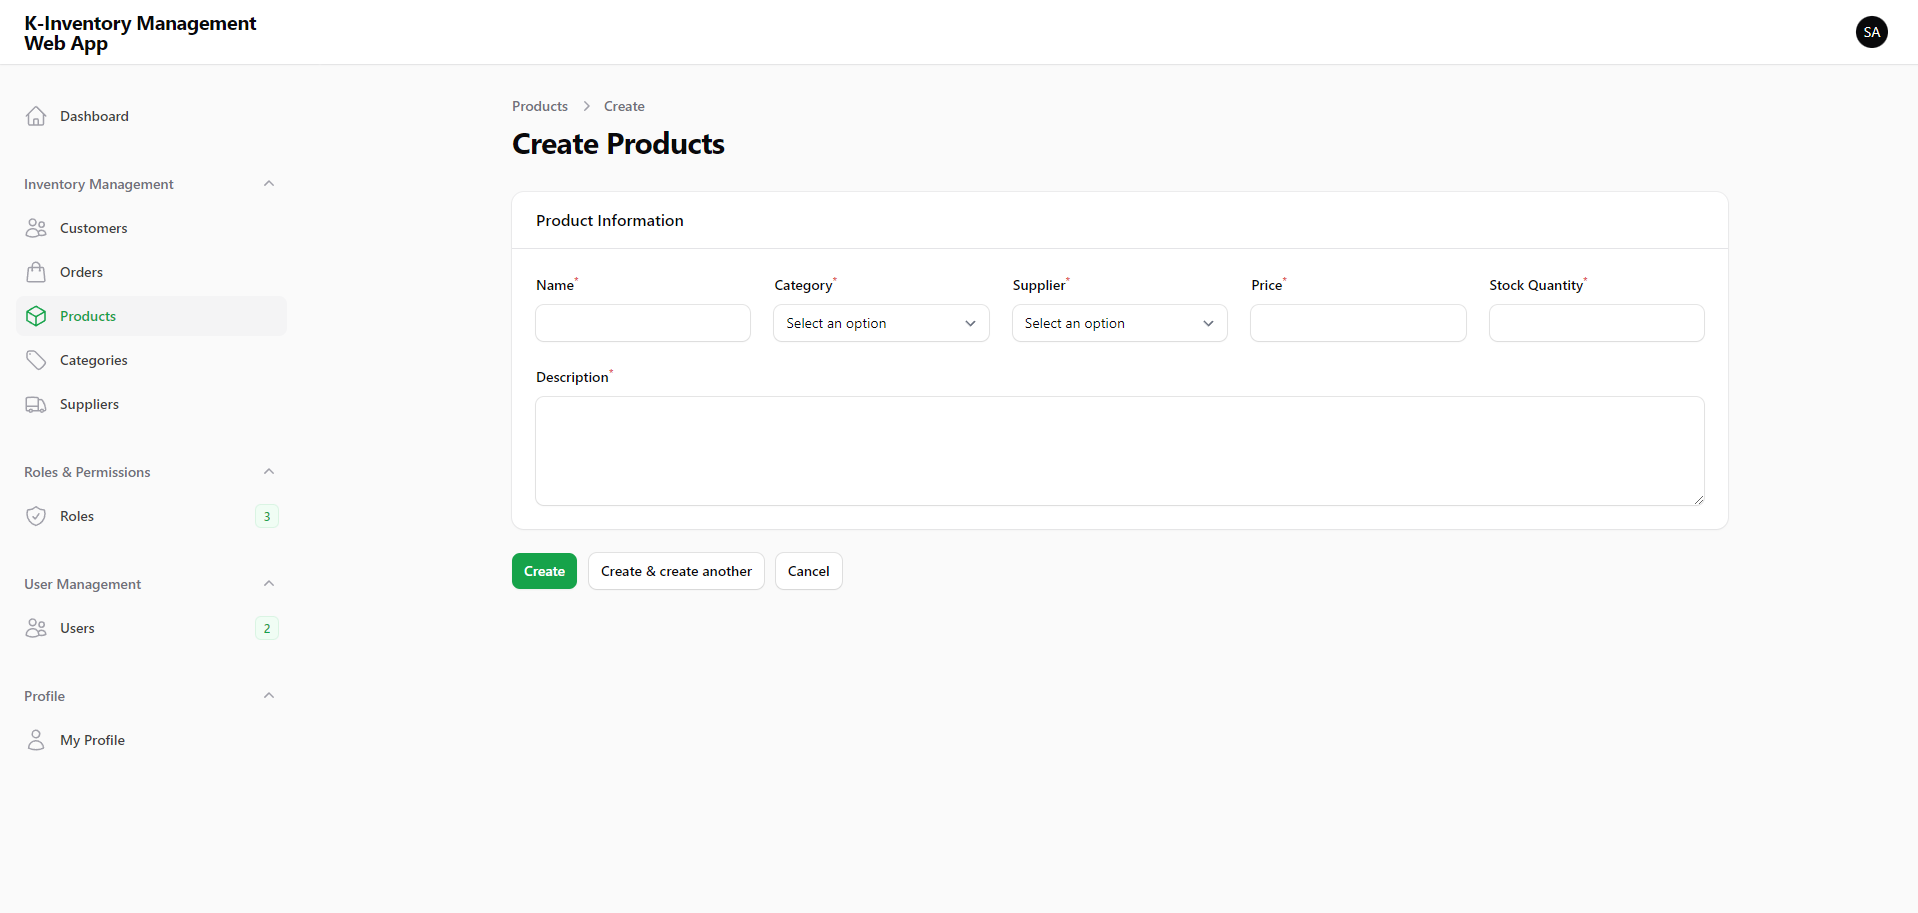 K-Inventory Management
Web App
SA
Dashboard
Inventory Management
Customers
Orders
Products
Categories
Suppliers
Roles & Permissions
Roles 3
User Management
Users 2
Profile
My Profile
Products > Create
Create Products
Product Information
Name* Category* Supplier* Price* Stock Quantity*
Select an option Select an option
Description*
Create Create & create another Cancel